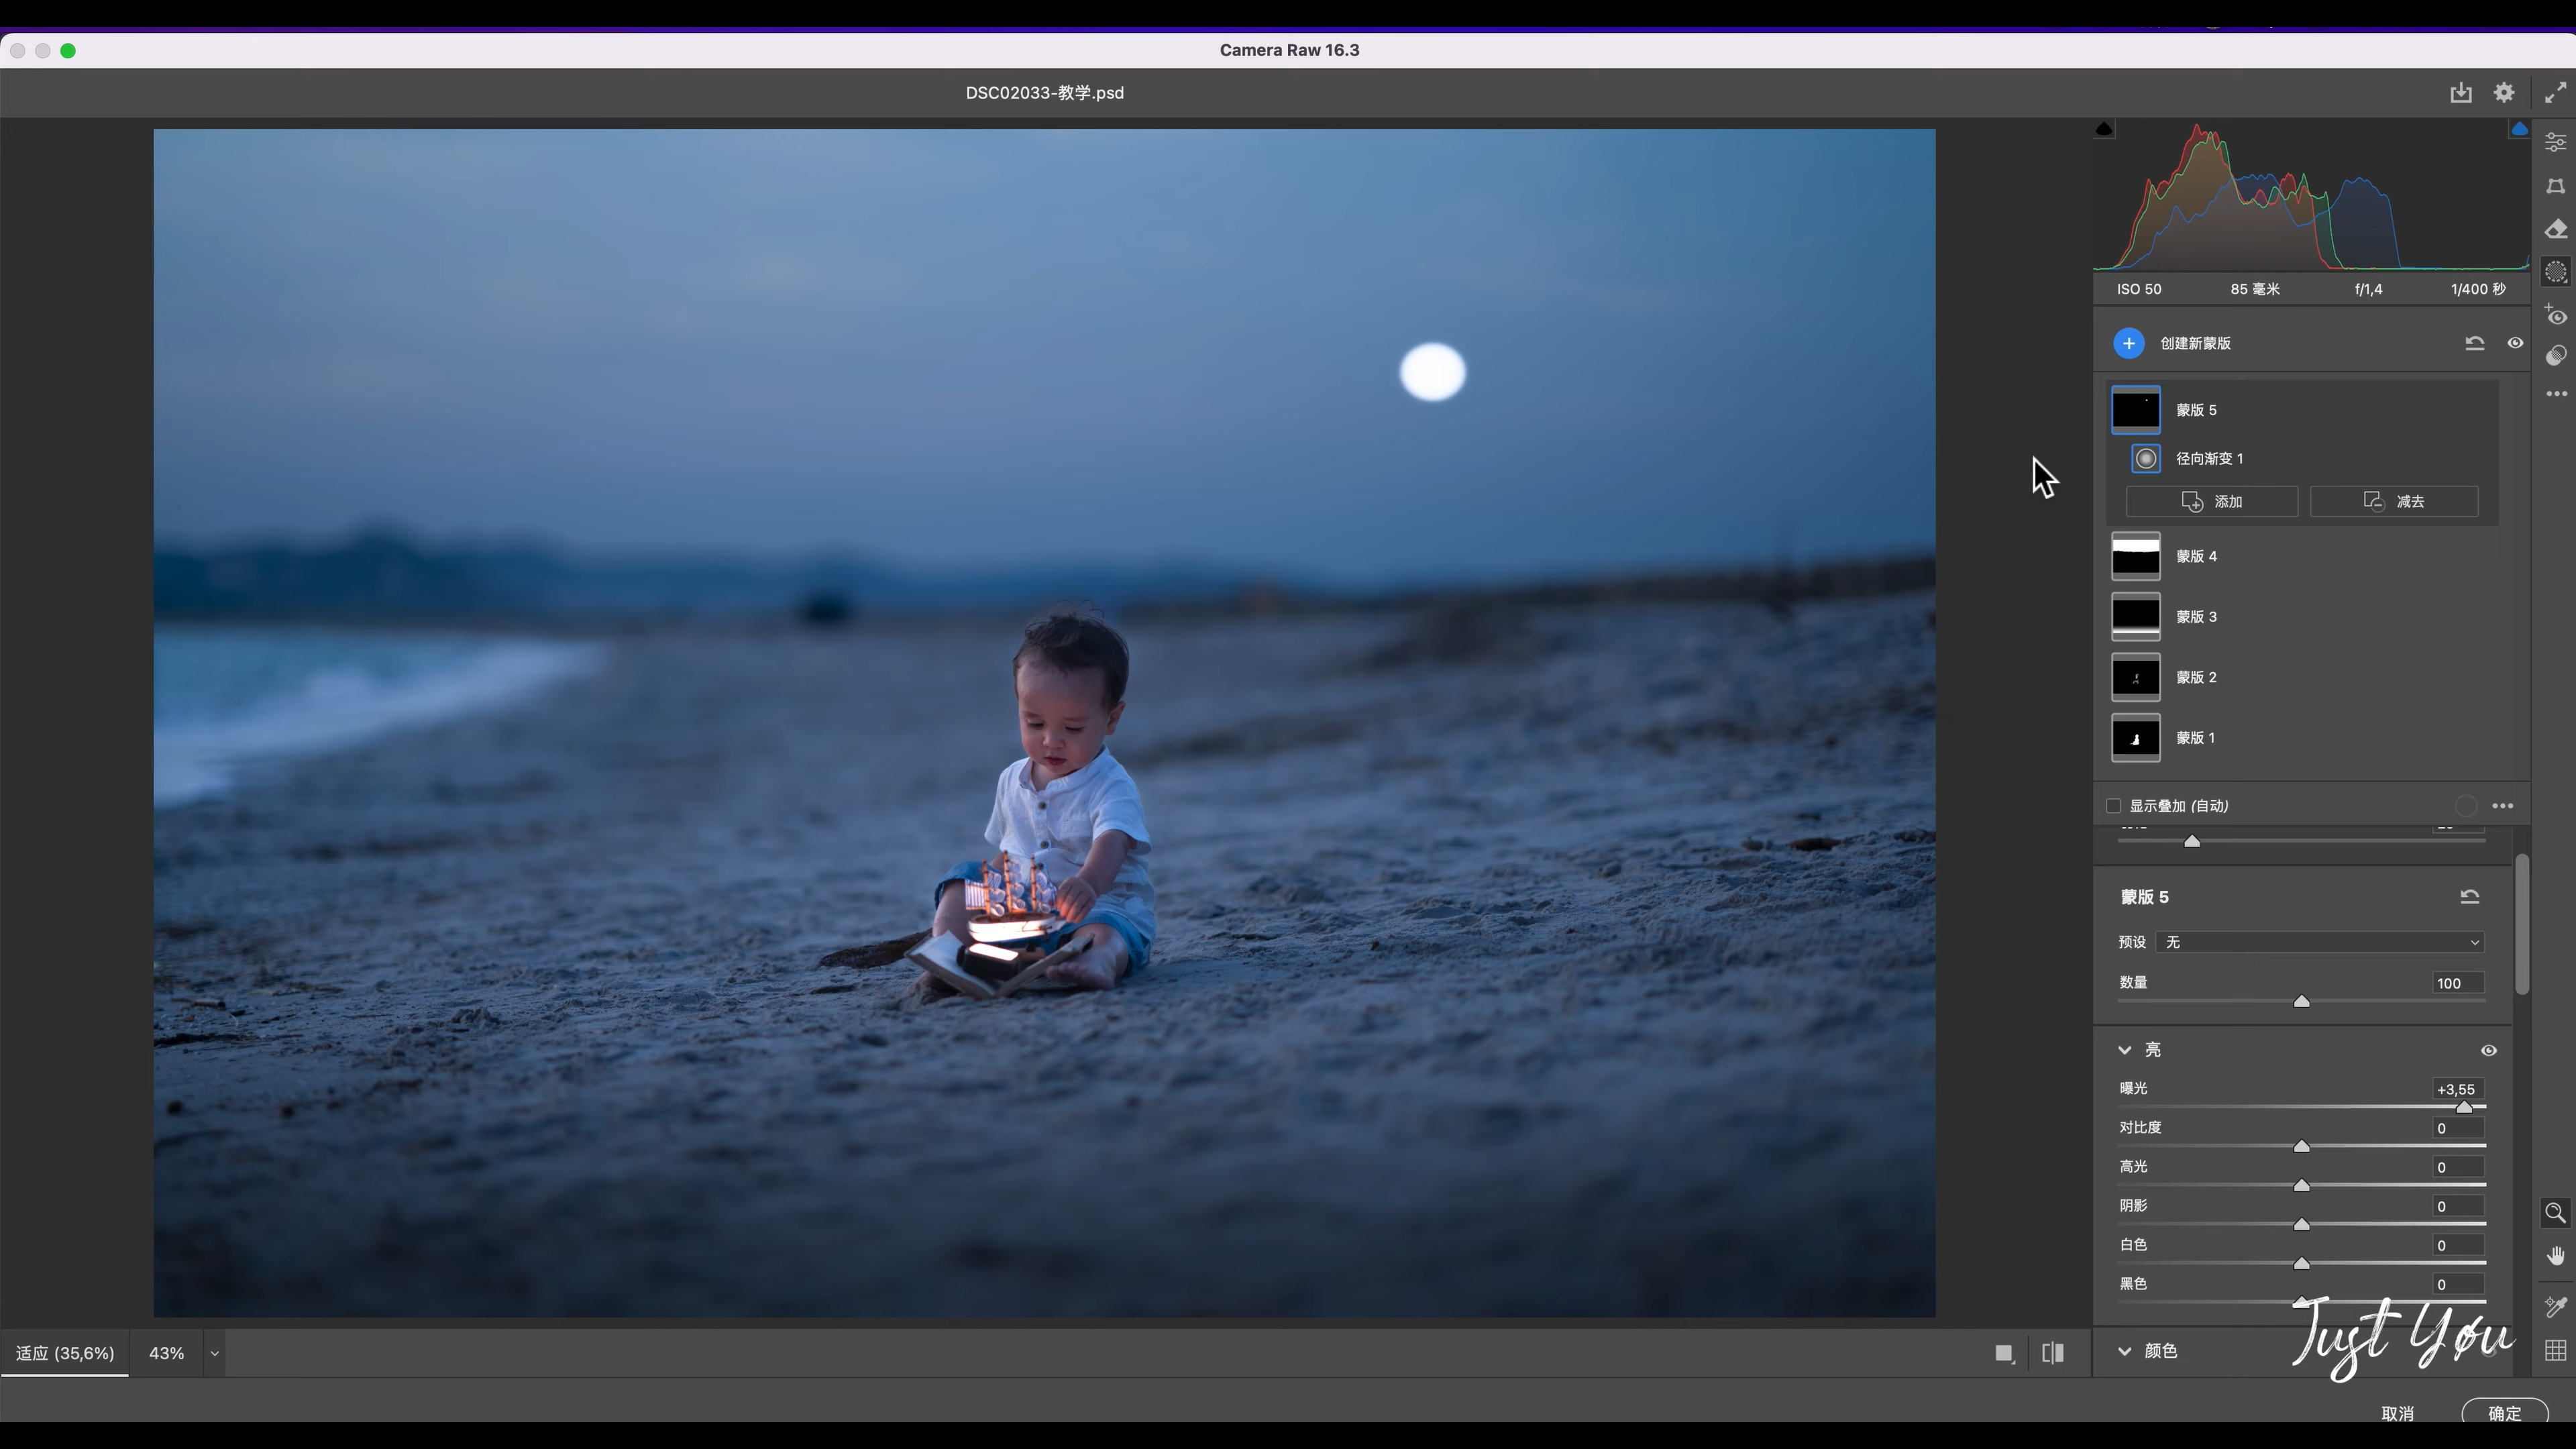 Camera Raw 16.3
DSC02033-教学.psd
ISO 50 85 毫米 f/1,4 1/400 秒
创建新蒙版
蒙版 5
径向渐变 1
添加 减去
蒙版 4
蒙版 3
蒙版 2
蒙版 1
显示叠加 (自动)
蒙版 5
预设 无
数量 100
亮
曝光 +3,55
对比度 0
高光 0
阴影 0
白色 0
黑色 0
颜色
Just You
适应 (35,6%) 43%
取消 确定